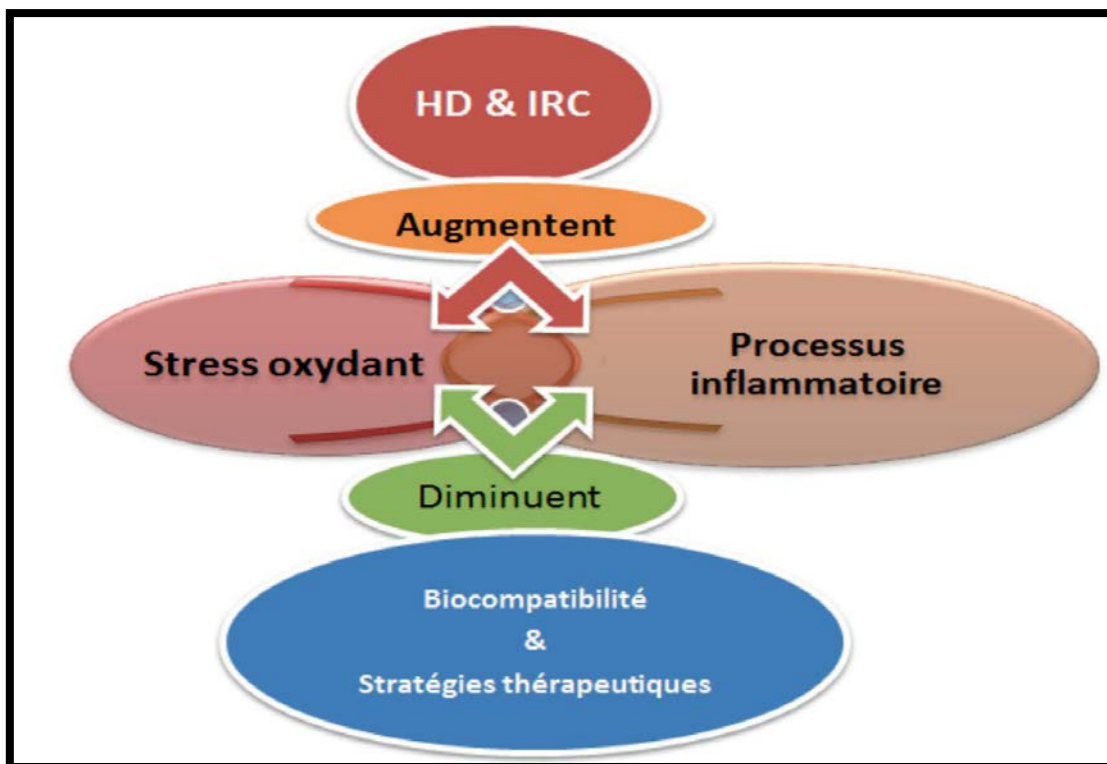 HD & IRC
Augmentent
Stress oxydant
Processus
inflammatoire
Diminuent
Biocompatibilité
&
Stratégies thérapeutiques